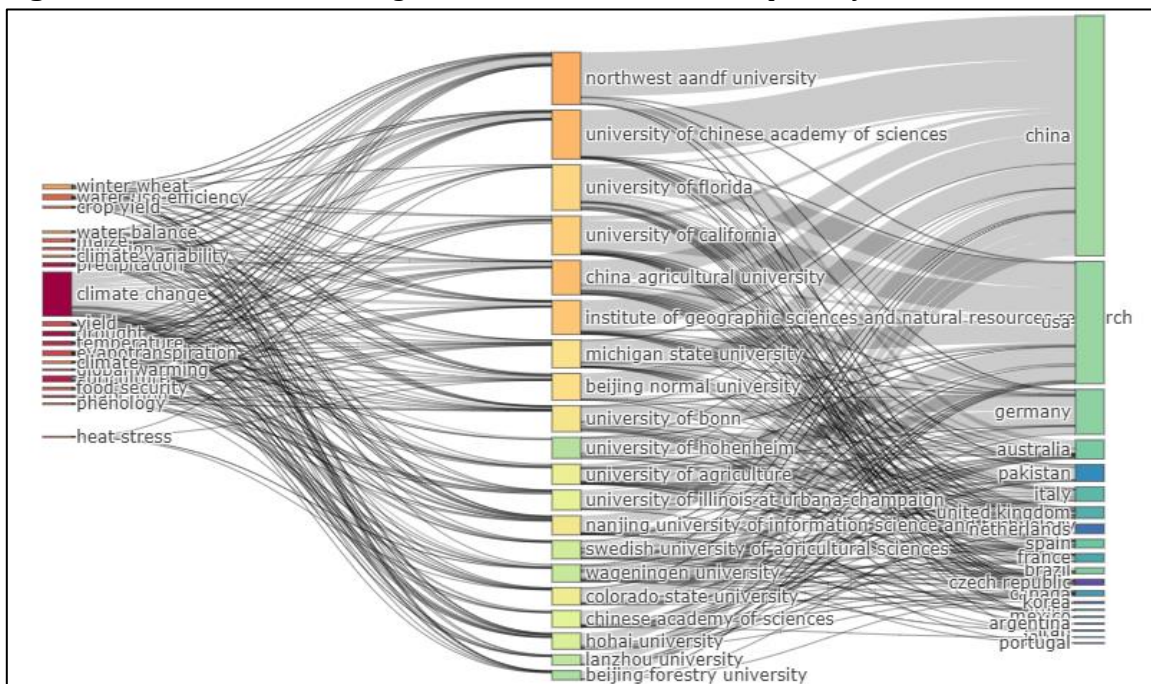 winter wheat
water use efficiency
crop yield
water balance
maize
climate variability
precipitation
climate change
yield
drought
temperature
evapotranspiration
climate
global warming
food security
phenology
heat stress
northwest aandf university
university of chinese academy of sciences
university of florida
university of california
china agricultural university
institute of geographic sciences and natural resources research
michigan state university
beijing normal university
university of bonn
university of hohenheim
university of agriculture
university of illinois at urbana-champaign
nanjing university of information science and
swedish university of agricultural sciences
wageningen university
colorado state university
chinese academy of sciences
hohai university
lanzhou university
beijing forestry university
china
usa
germany
australia
pakistan
italy
united kingdom
netherlands
spain
france
brazil
czech republic
canada
korea
mexico
argentina
portugal